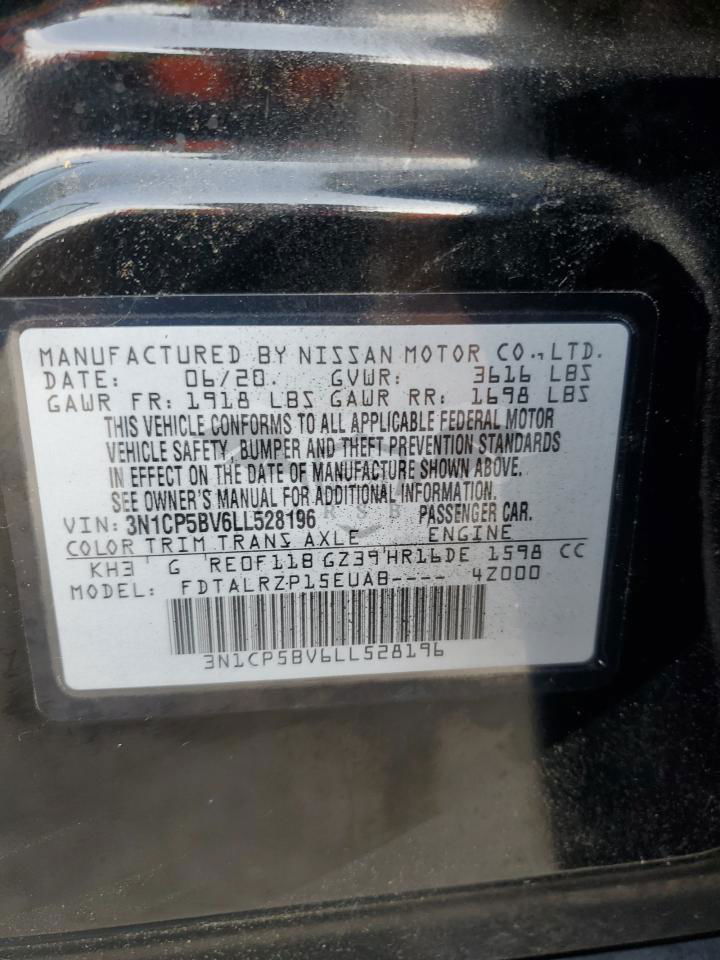 MANUFACTURED BY NISSAN MOTOR CO., LTD.
DATE: 06/20. GVWR: 3616 LBS
GAWR FR: 1918 LBS GAWR RR: 1698 LBS
THIS VEHICLE CONFORMS TO ALL APPLICABLE FEDERAL MOTOR
VEHICLE SAFETY, BUMPER AND THEFT PREVENTION STANDARDS
IN EFFECT ON THE DATE OF MANUFACTURE SHOWN ABOVE.
SEE OWNER'S MANUAL FOR ADDITIONAL INFORMATION.
RSB
VIN: 3N1CP5BV6LL528196 PASSENGER CAR.
COLOR TRIM TRANS AXLE ENGINE
KH3 G RE0F11B GZ39 HR16DE 1598 CC
MODEL: FDTALRZP15EUAB---- 4Z000
3N1CP5BV6LL528196